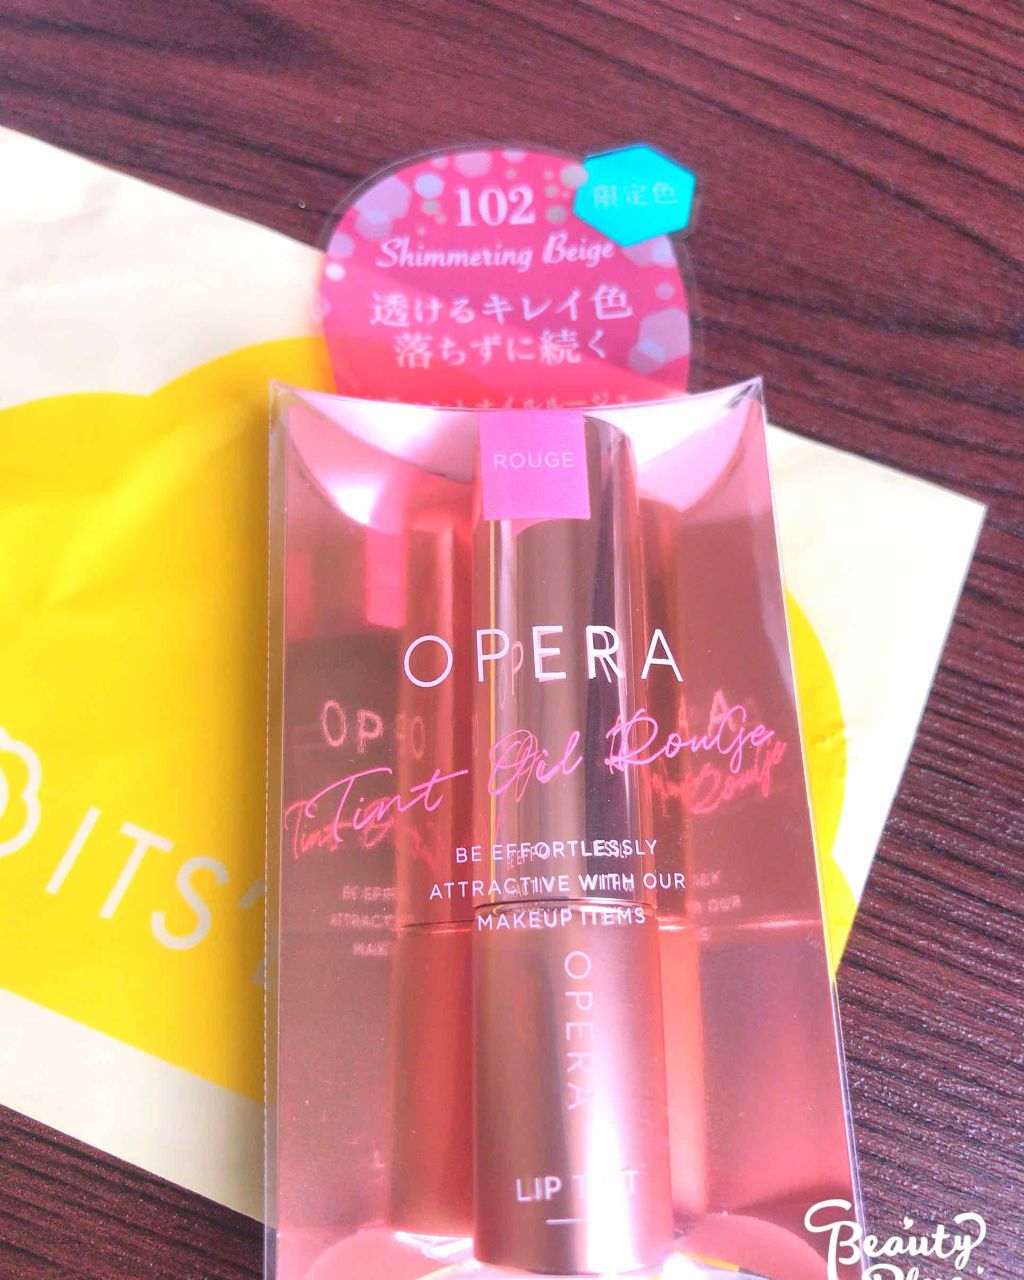 102
限定色
Shimmering Beige
透けるキレイ色
落ちずに続く
ROUGE
OPERA
Tint Oil Rouge
BE EFFORTLESSLY
ATTRACTIVE WITH OUR
MAKEUP ITEMS
OPERA
LIP TINT
ITS'
Beauty